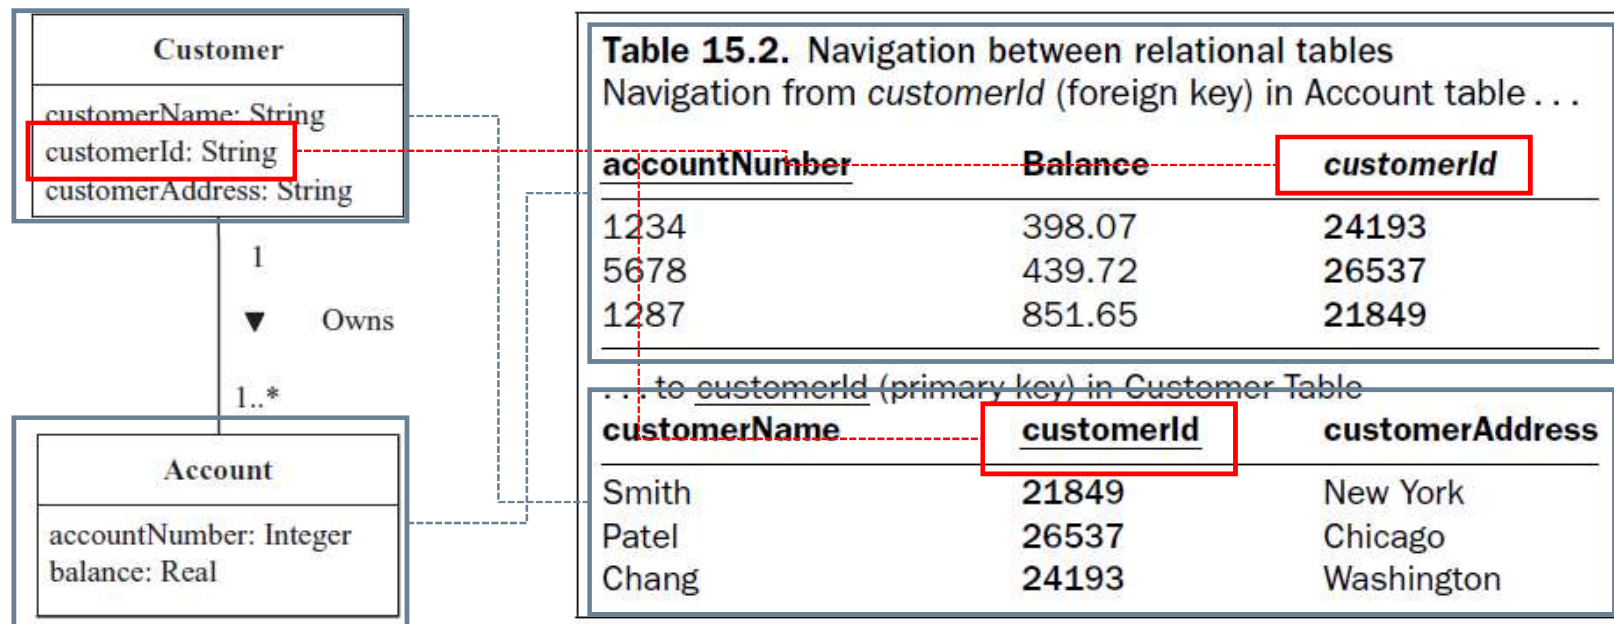 Customer
customerName: String
customerId: String
customerAddress: String
1
▼ Owns
1..*
Account
accountNumber: Integer
balance: Real
Table 15.2. Navigation between relational tables
Navigation from customerId (foreign key) in Account table . . .
accountNumber Balance customerId
1234 398.07 24193
5678 439.72 26537
1287 851.65 21849
. . . to customerId (primary key) in Customer Table
customerName customerId customerAddress
Smith 21849 New York
Patel 26537 Chicago
Chang 24193 Washington